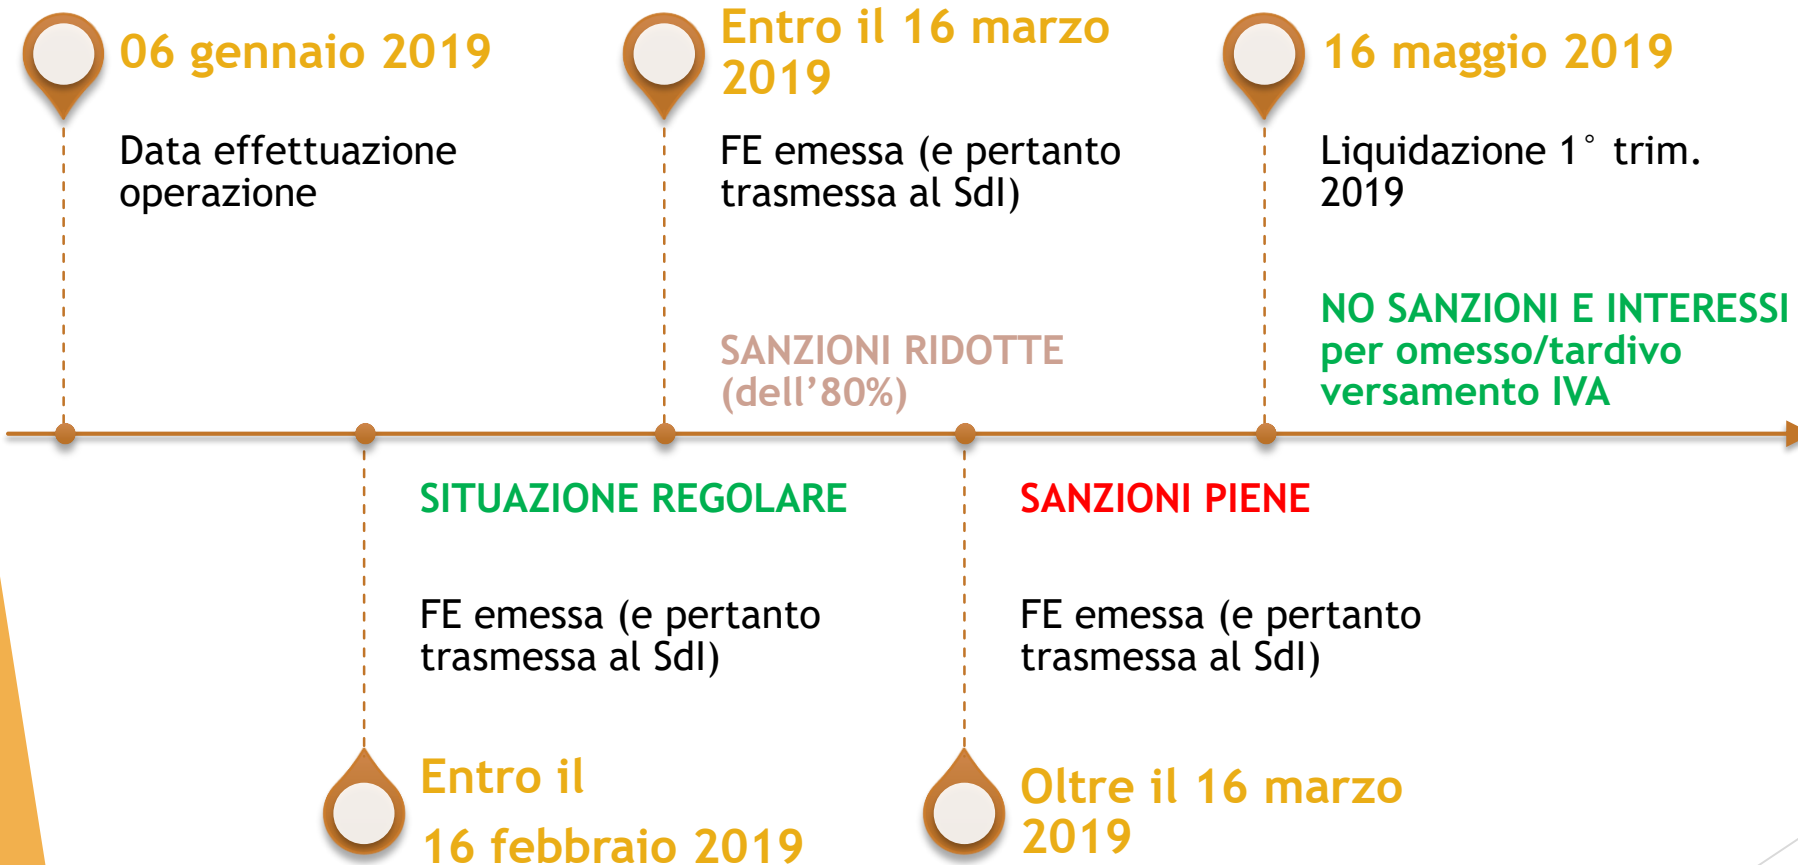 06 gennaio 2019
Data effettuazione
operazione
Entro il 16 marzo
2019
FE emessa (e pertanto
trasmessa al SdI)
SANZIONI RIDOTTE
(dell’80%)
16 maggio 2019
Liquidazione 1° trim.
2019
NO SANZIONI E INTERESSI
per omesso/tardivo
versamento IVA
SITUAZIONE REGOLARE
FE emessa (e pertanto
trasmessa al SdI)
Entro il
16 febbraio 2019
SANZIONI PIENE
FE emessa (e pertanto
trasmessa al SdI)
Oltre il 16 marzo
2019